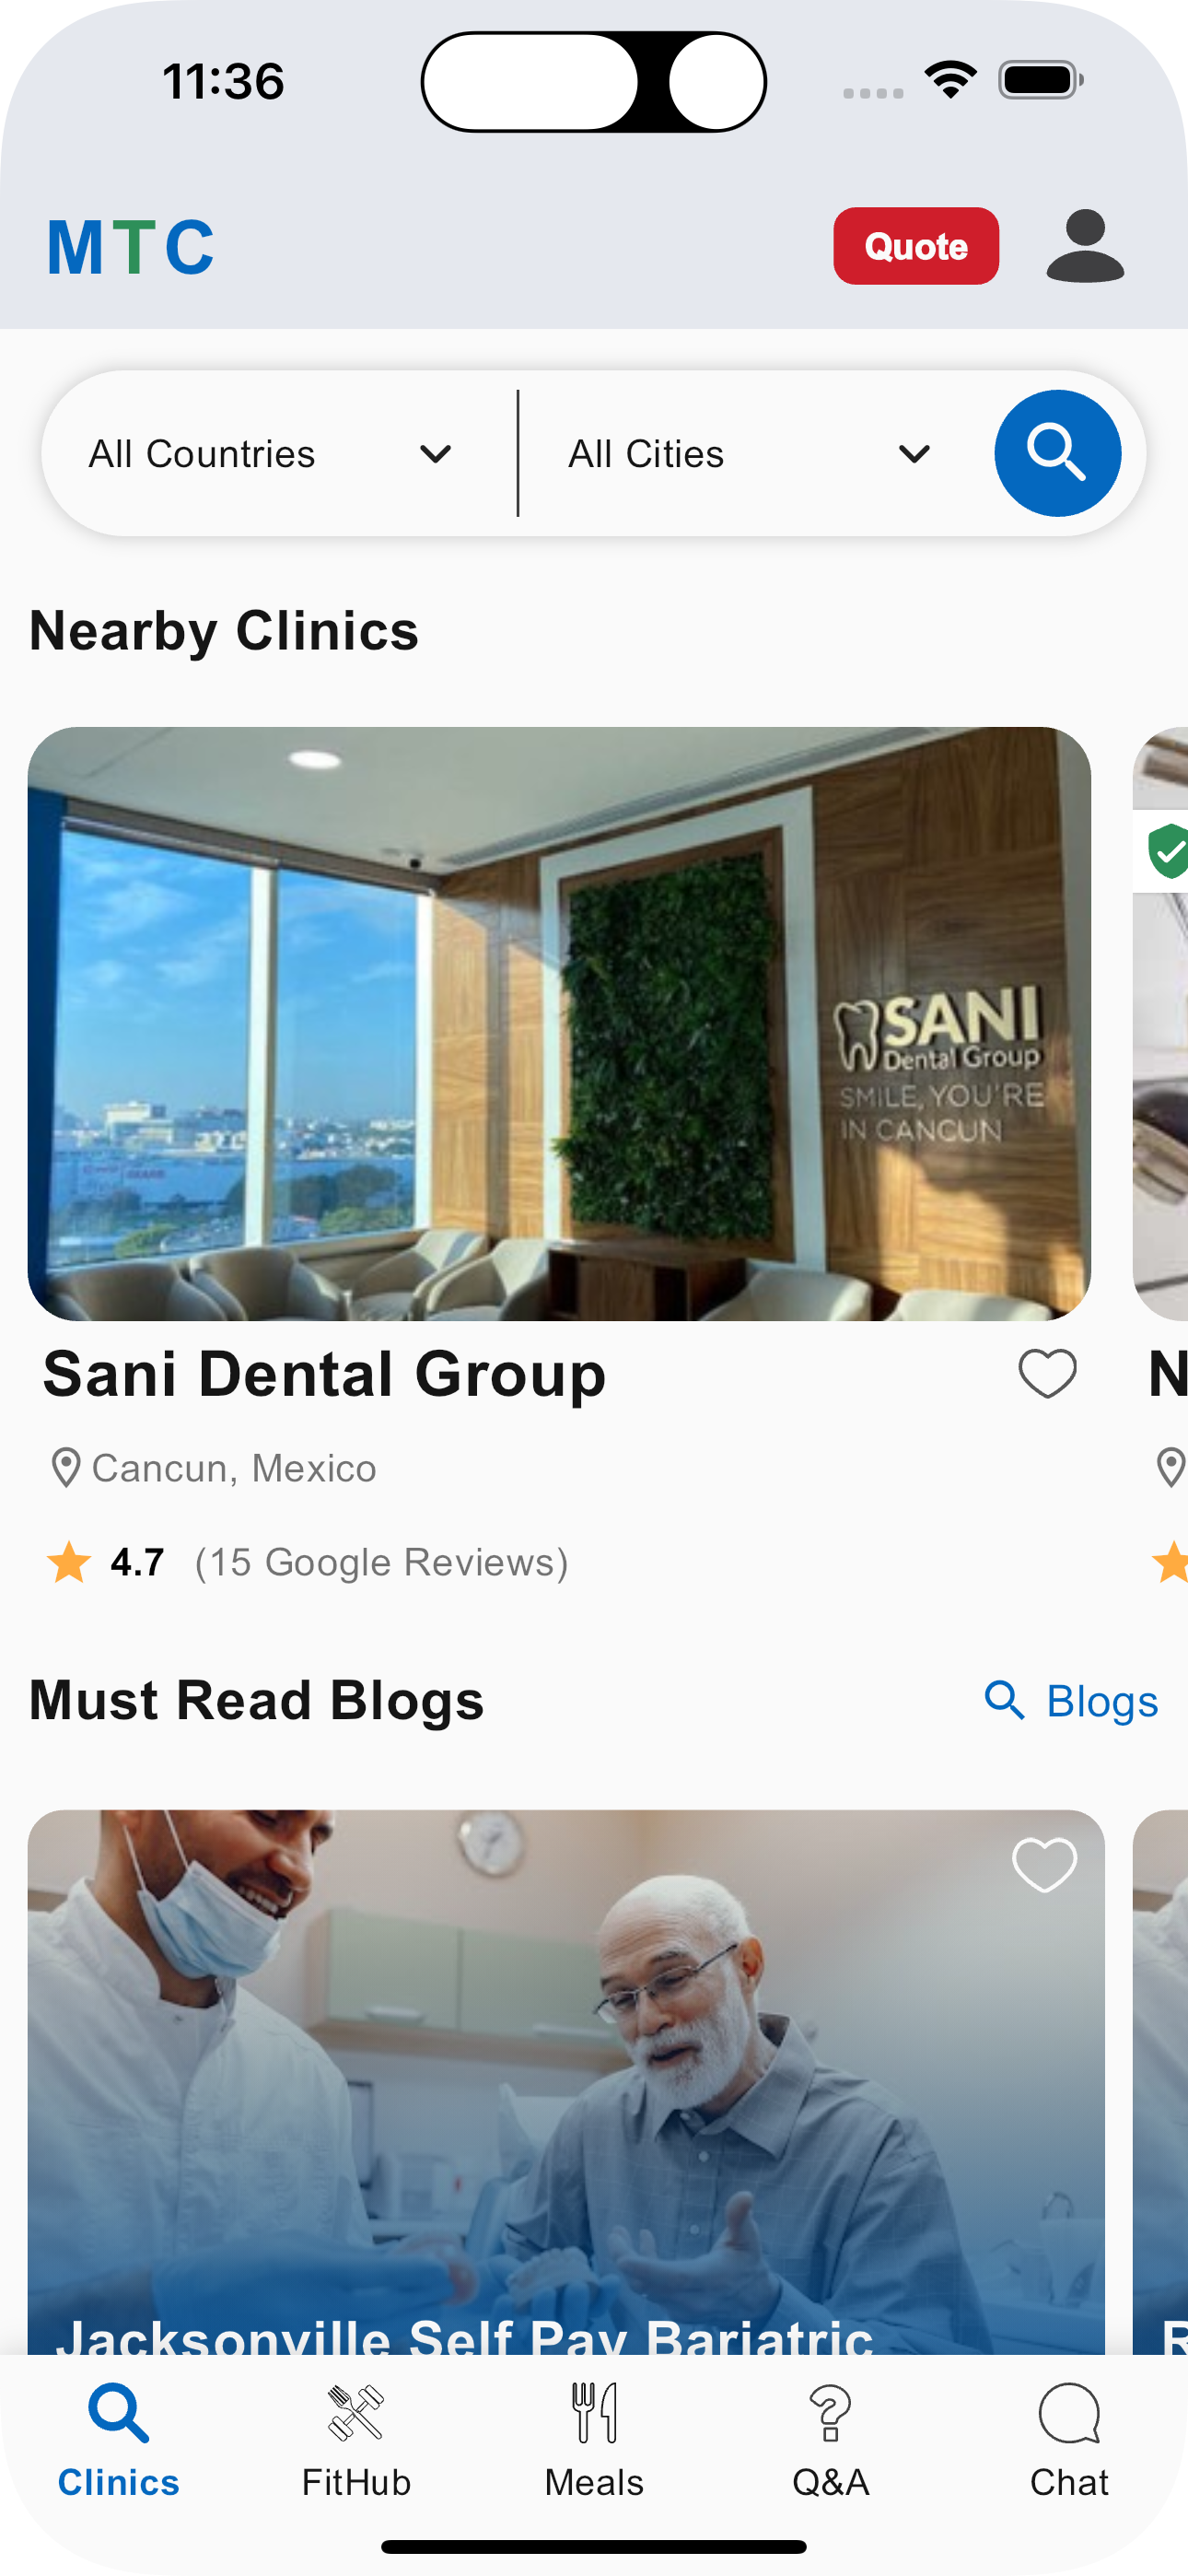 11:36
MTC
Quote
All Countries
All Cities
Nearby Clinics
SANI
Dental Group
SMILE, YOU'RE
IN CANCUN
Sani Dental Group
N
Cancun, Mexico
4.7 (15 Google Reviews)
Must Read Blogs
Blogs
Jacksonville Self Pay Bariatric
Clinics
FitHub
Meals
Q&A
Chat